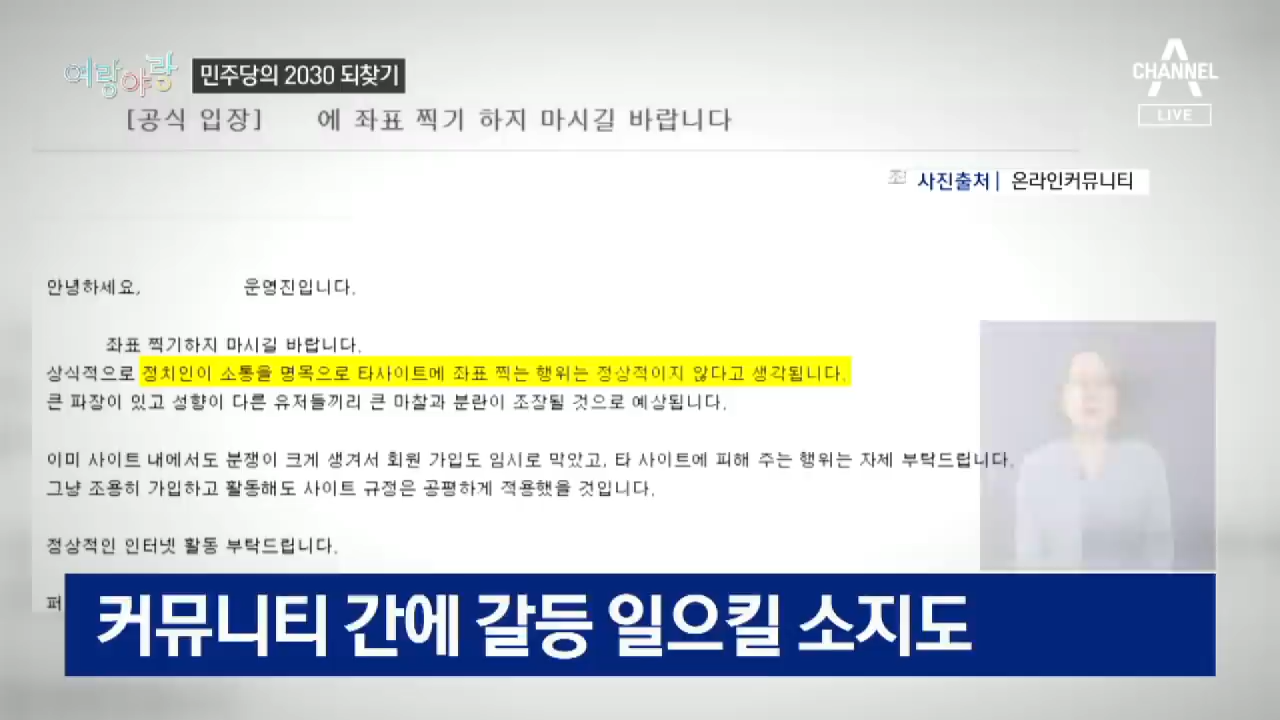 여랑야랑
민주당의 2030 되찾기
CHANNEL A
LIVE
[공식 입장] 에 좌표 찍기 하지 마시길 바랍니다
사진출처 | 온라인커뮤니티
안녕하세요, 운영진입니다.
좌표 찍기하지 마시길 바랍니다.
상식적으로 정치인이 소통을 명목으로 타사이트에 좌표 찍는 행위는 정상적이지 않다고 생각됩니다.
큰 파장이 있고 성향이 다른 유저들끼리 큰 마찰과 분란이 조장될 것으로 예상됩니다.
이미 사이트 내에서도 분쟁이 크게 생겨서 회원 가입도 임시로 막았고, 타 사이트에 피해 주는 행위는 자제 부탁드립니다.
그냥 조용히 가입하고 활동해도 사이트 규정은 공평하게 적용했을 것입니다.
정상적인 인터넷 활동 부탁드립니다.
커뮤니티 간에 갈등 일으킬 소지도